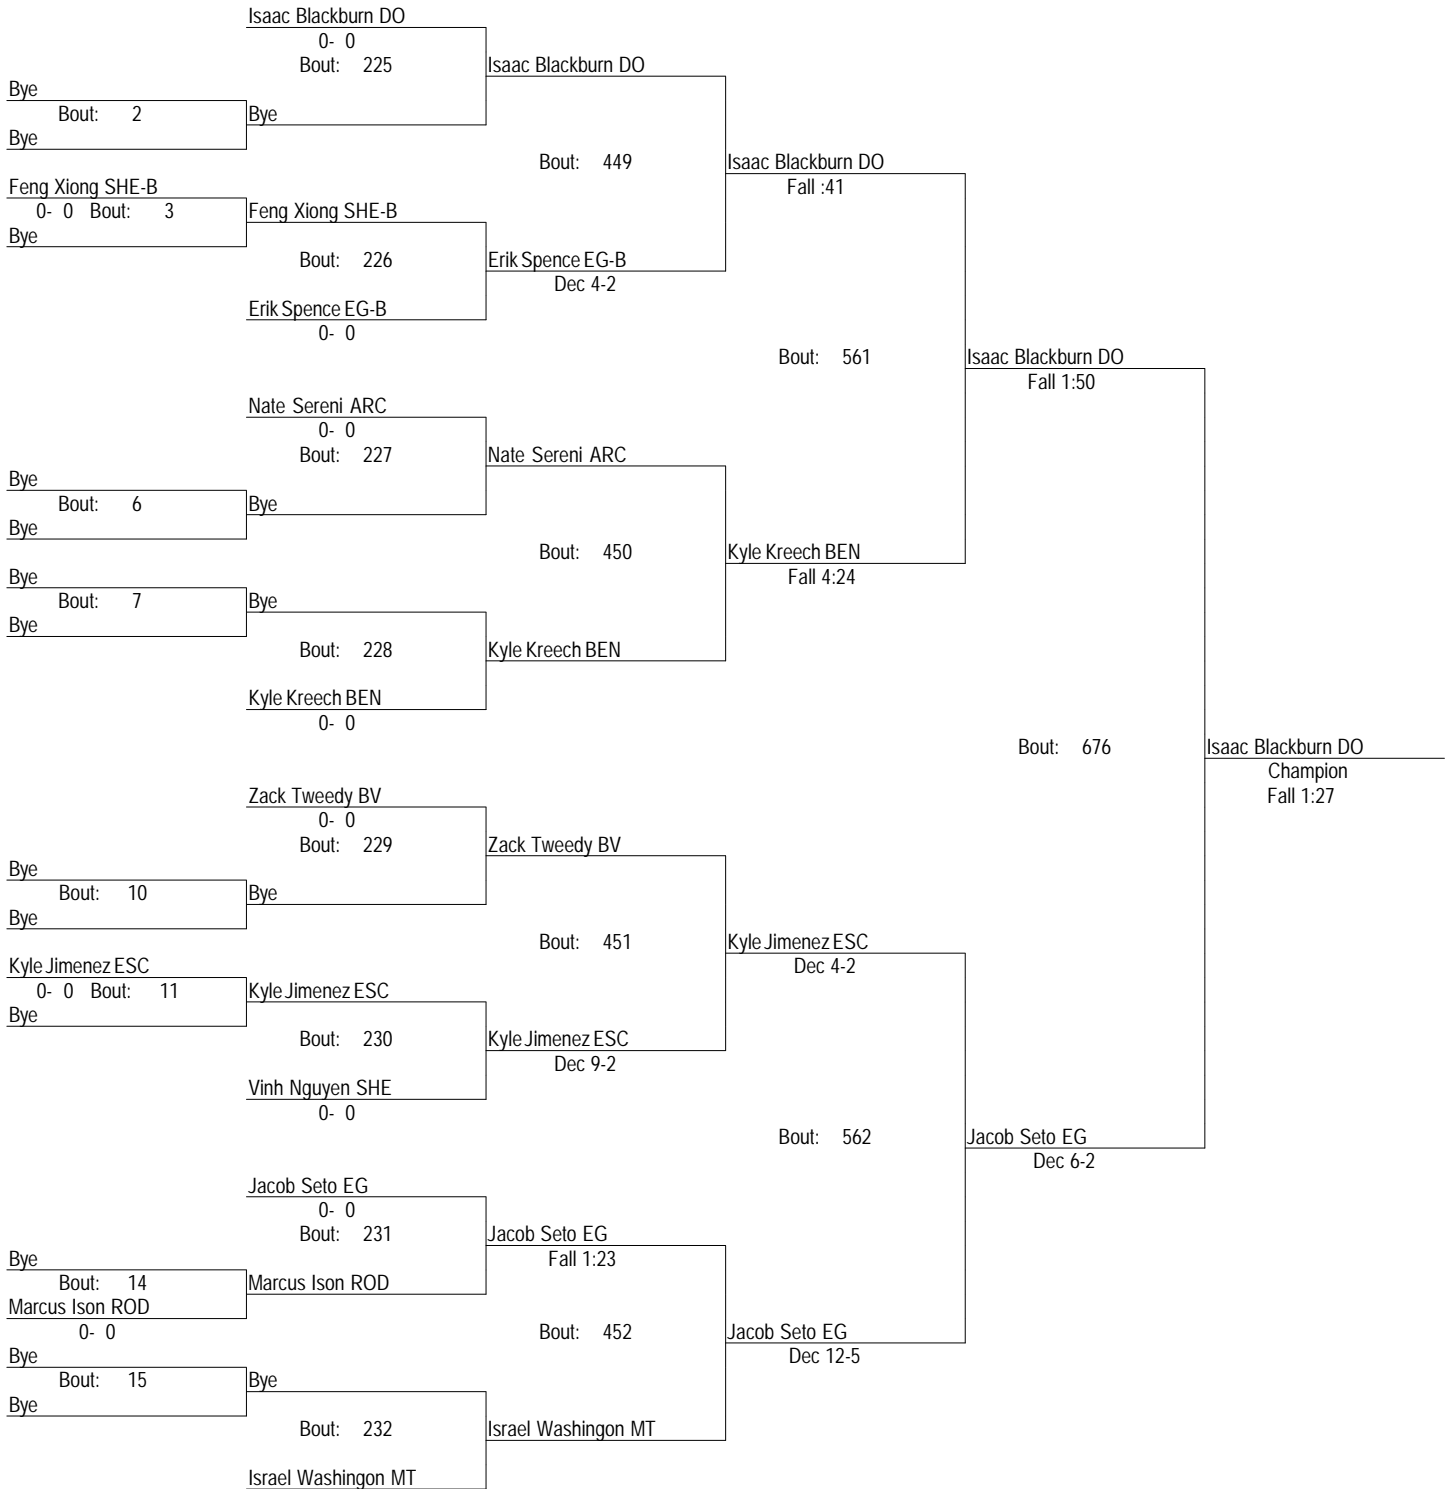 Isaac Blackburn DO
0- 0
Bout: 225
Isaac Blackburn DO
Bye
Bout: 2
Bye
Bye
Bout: 449
Isaac Blackburn DO
Fall :41
Feng Xiong SHE-B
0- 0 Bout: 3
Feng Xiong SHE-B
Bye
Bout: 226
Erik Spence EG-B
Dec 4-2
Erik Spence EG-B
0- 0
Bout: 561
Isaac Blackburn DO
Fall 1:50
Nate Sereni ARC
0- 0
Bout: 227
Nate Sereni ARC
Bye
Bout: 6
Bye
Bye
Bout: 450
Kyle Kreech BEN
Fall 4:24
Bye
Bout: 7
Bye
Bye
Bout: 228
Kyle Kreech BEN
Kyle Kreech BEN
0- 0
Bout: 676
Isaac Blackburn DO
Champion
Fall 1:27
Zack Tweedy BV
0- 0
Bout: 229
Zack Tweedy BV
Bye
Bout: 10
Bye
Bye
Bout: 451
Kyle Jimenez ESC
Dec 4-2
Kyle Jimenez ESC
0- 0 Bout: 11
Kyle Jimenez ESC
Bye
Bout: 230
Kyle Jimenez ESC
Dec 9-2
Vinh Nguyen SHE
0- 0
Bout: 562
Jacob Seto EG
Dec 6-2
Jacob Seto EG
0- 0
Bout: 231
Jacob Seto EG
Fall 1:23
Bye
Bout: 14
Marcus Ison ROD
Marcus Ison ROD
0- 0
Bout: 452
Jacob Seto EG
Dec 12-5
Bye
Bout: 15
Bye
Bye
Bout: 232
Israel Washingon MT
Israel Washingon MT